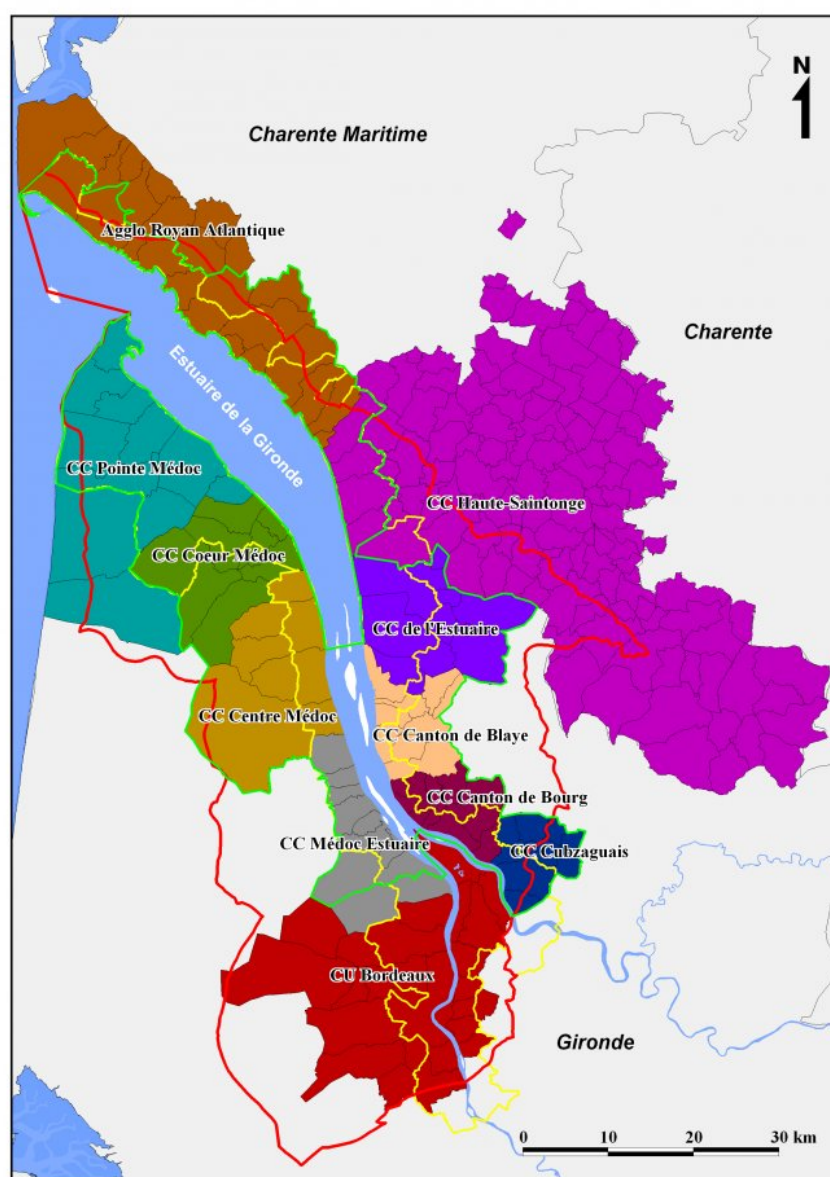 N
Charente Maritime
Agglo Royan Atlantique
Charente
Estuaire de la Gironde
CC Pointe Médoc
CC Haute-Saintonge
CC Coeur Médoc
CC de l'Estuaire
CC Centre Médoc
CC Canton de Blaye
CC Canton de Bourg
CC Médoc Estuaire
CC Cubzaguais
CU Bordeaux
Gironde
0 10 20 30 km